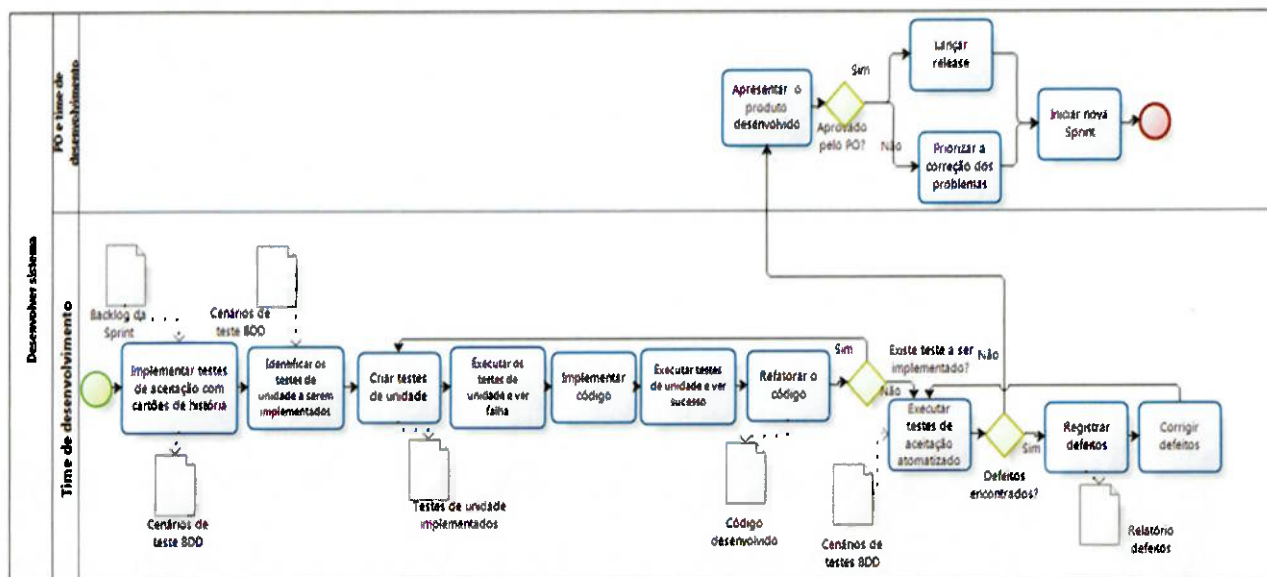 Desenvolver sistema
PO e time de
desenvolvimento
Apresentar o
produto
desenvolvido
Aprovado
pelo PO?
Sim
Não
Lançar
release
Priorizar a
correção dos
problemas
Iniciar nova
Sprint
Time de desenvolvimento
Backlog da
Sprint
Implementar testes
de aceitação com
cartões de história
Cenários de
teste BDD
Cenários de
teste BDD
Identificar os
testes de
unidade a serem
implementados
Criar testes
de unidade
Testes de unidade
implementados
Executar os
testes de
unidade e ver
falha
Implementar
código
Executar testes
de unidade e ver
sucesso
Refatorar o
código
Código
desenvolvido
Sim
Existe teste a ser
implementado?
Não
Executar
testes de
aceitação
atomatizado
Cenários de
testes BDD
Não
Defeitos
encontrados?
Sim
Registrar
defeitos
Relatório
defeitos
Corrigir
defeitos